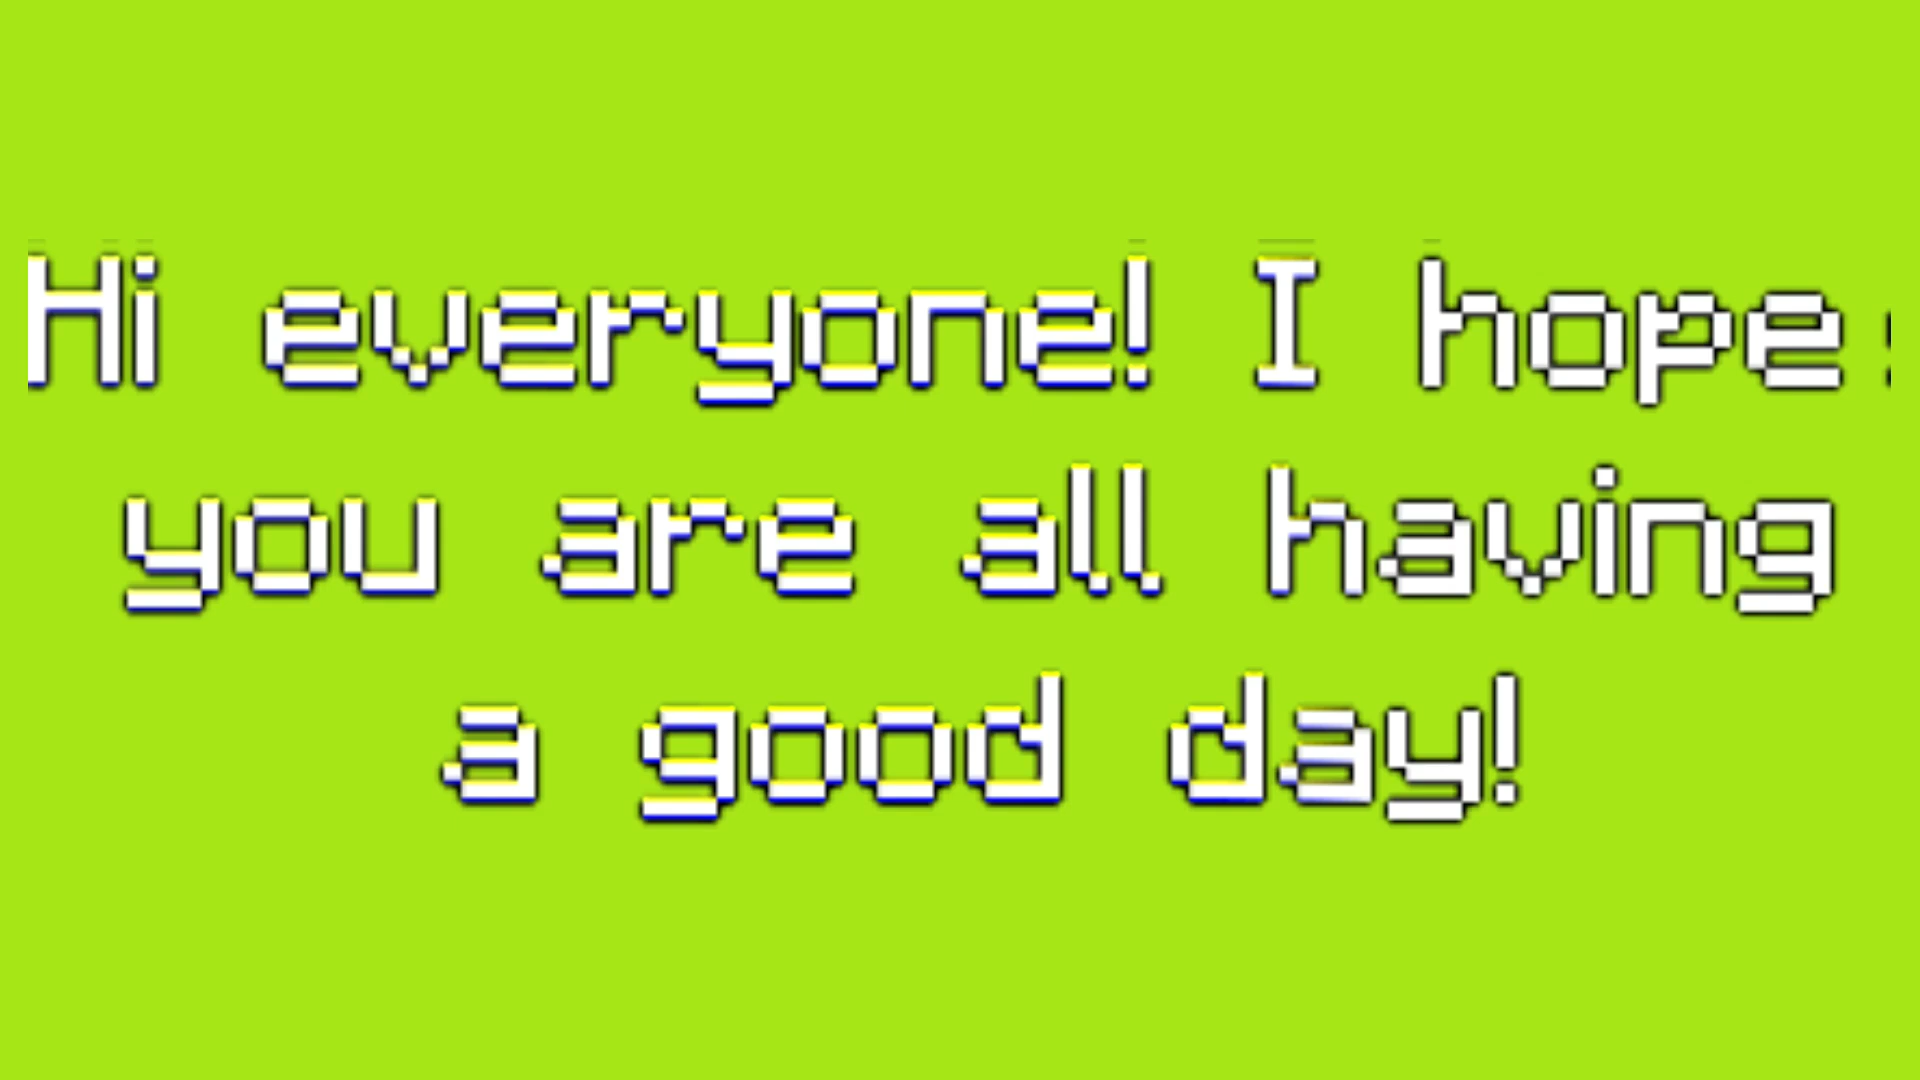 Hi everyone! I hope
you are all having
a good day!